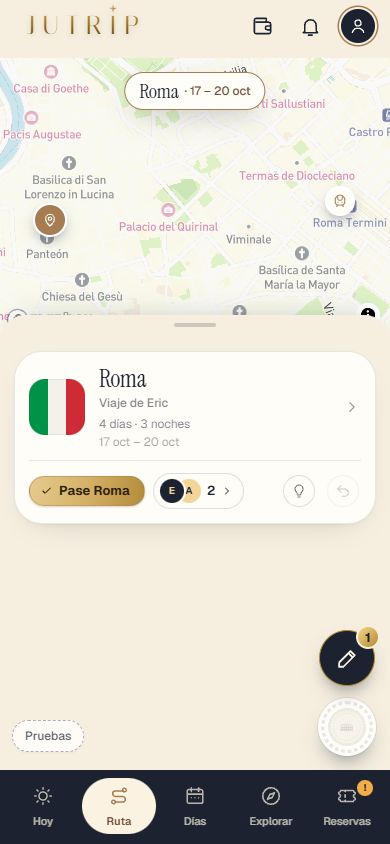 JUTRIP
Casa di Goethe
Roma · 17 – 20 oct
rti Sallustiani
Pacis Augustae
Castro P
Basilica di San
Lorenzo in Lucina
Termas de Diocleciano
Palacio del Quirinal
Roma Termini
Viminale
Panteón
Basílica de Santa
María la Mayor
Chiesa del Gesù
Roma
Viaje de Eric
4 días · 3 noches
17 oct – 20 oct
Pase Roma
E A 2
1
Pruebas
!
Hoy
Ruta
Días
Explorar
Reservas